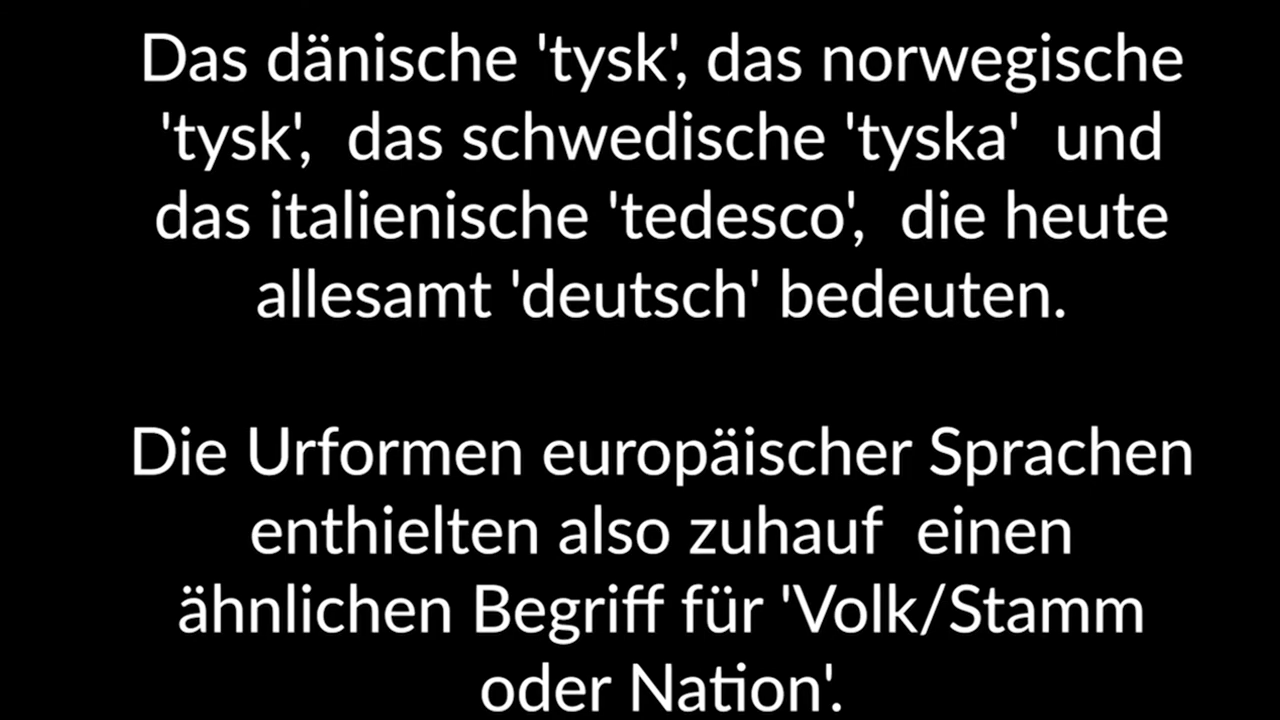 Das dänische 'tysk', das norwegische
'tysk',  das schwedische 'tyska'  und
das italienische 'tedesco',  die heute
allesamt 'deutsch' bedeuten.
Die Urformen europäischer Sprachen
enthielten also zuhauf  einen
ähnlichen Begriff für 'Volk/Stamm
oder Nation'.